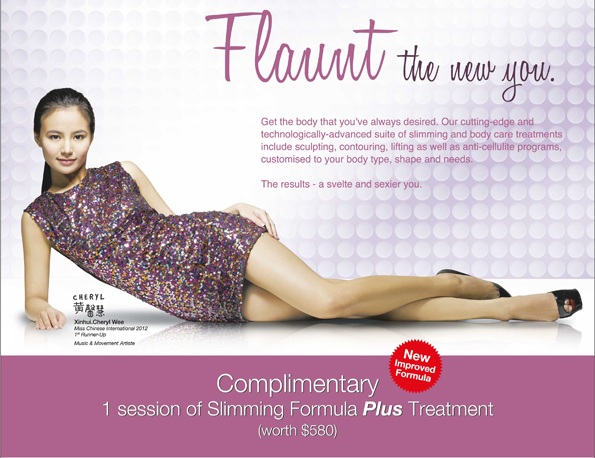 Flaunt the new you.
Get the body that you've always desired. Our cutting-edge and
technologically-advanced suite of slimming and body care treatments
include sculpting, contouring, lifting as well as anti-cellulite programs,
customised to your body type, shape and needs.
The results - a svelte and sexier you.
CHERYL
黄馨慧
Xinhui.Cheryl Wee
Miss Chinese International 2012
1st Runner-Up
Music & Movement Artiste
New
Improved
Formula
Complimentary
1 session of Slimming Formula Plus Treatment
(worth $580)